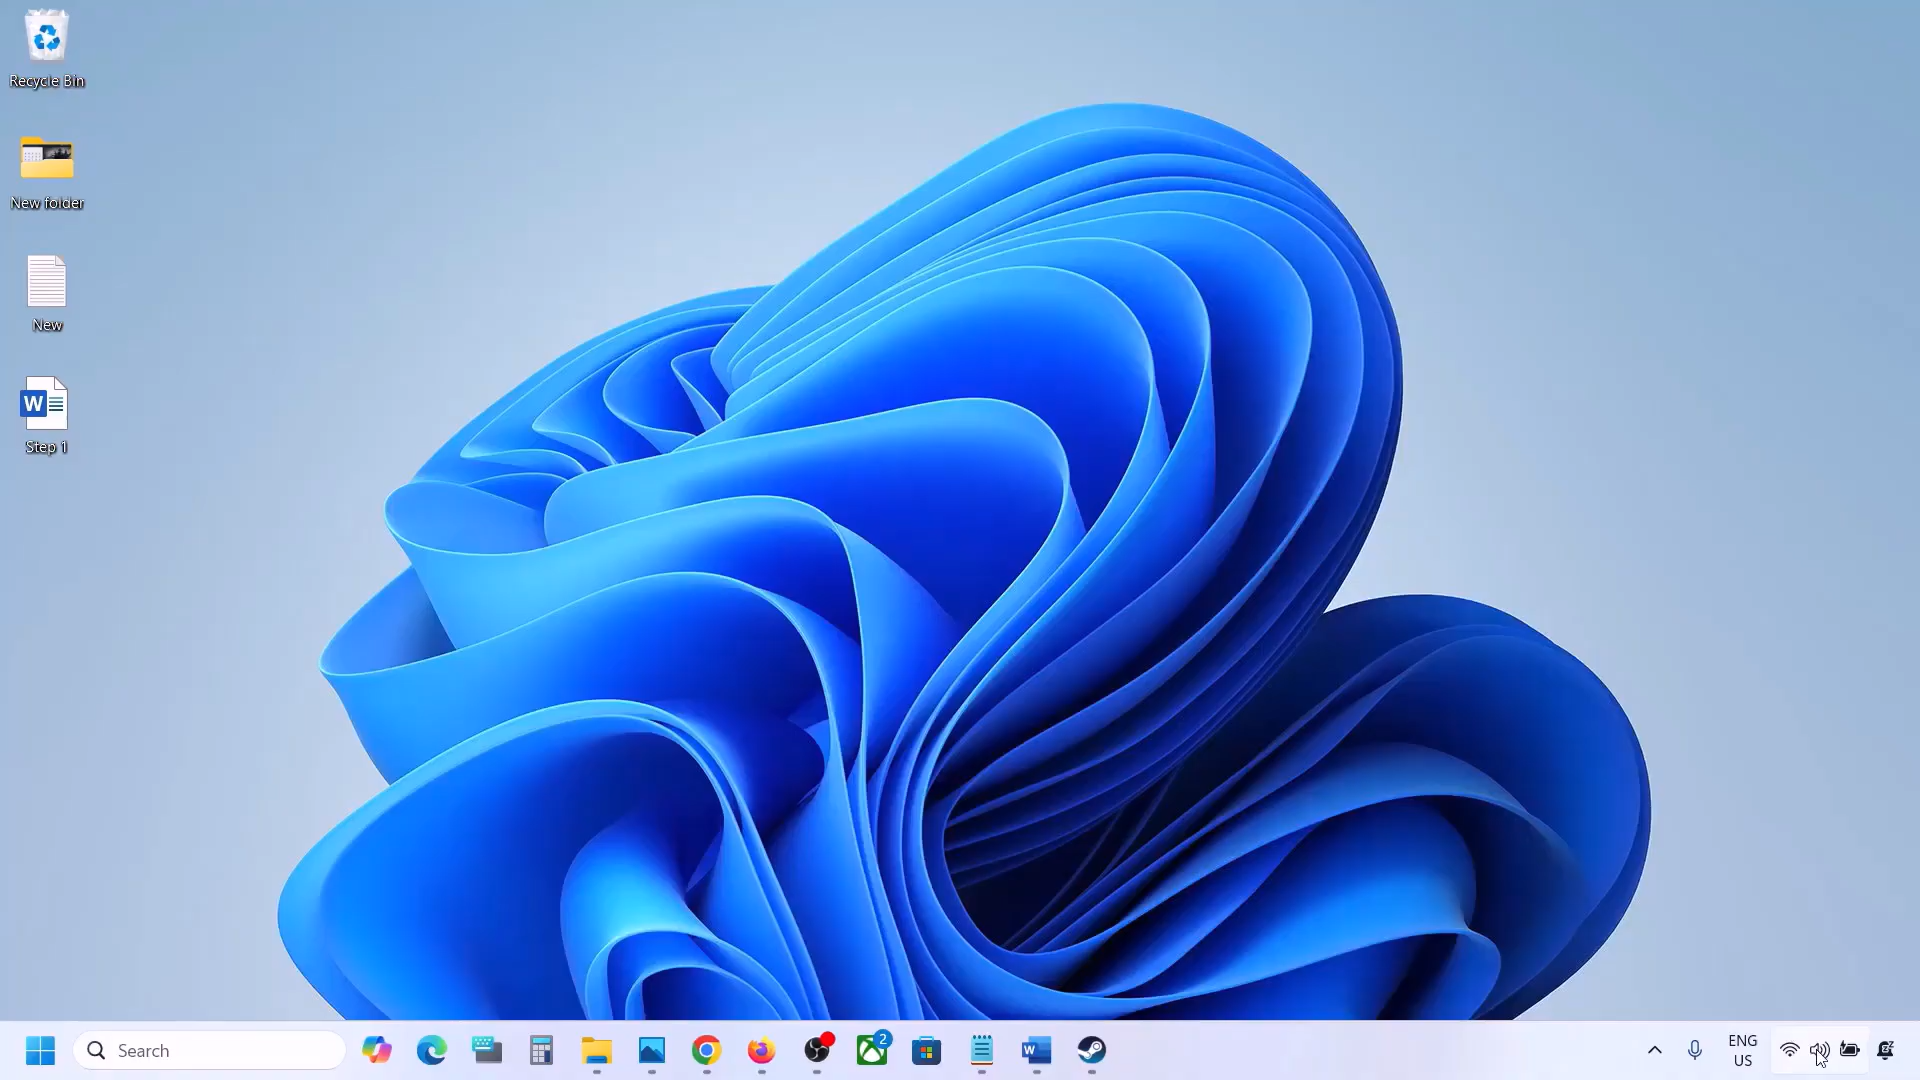 Recycle Bin
New folder
New
W
Step 1
Search
2
W
ENG
US